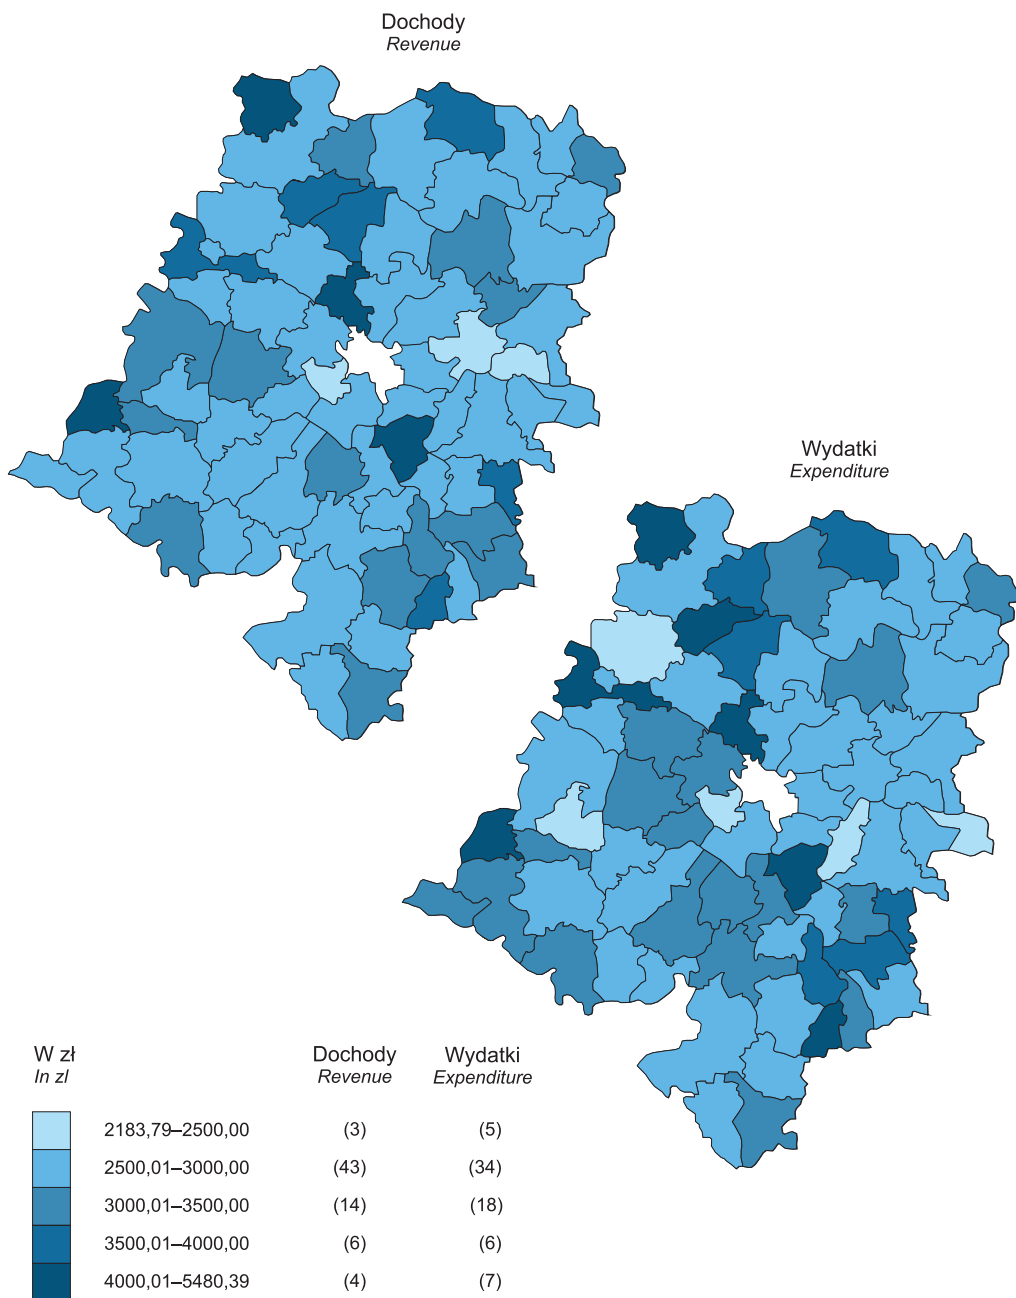 Dochody
Revenue
Wydatki
Expenditure
W zł
In zl
Dochody
Revenue
Wydatki
Expenditure
2183,79–2500,00 (3) (5)
2500,01–3000,00 (43) (34)
3000,01–3500,00 (14) (18)
3500,01–4000,00 (6) (6)
4000,01–5480,39 (4) (7)